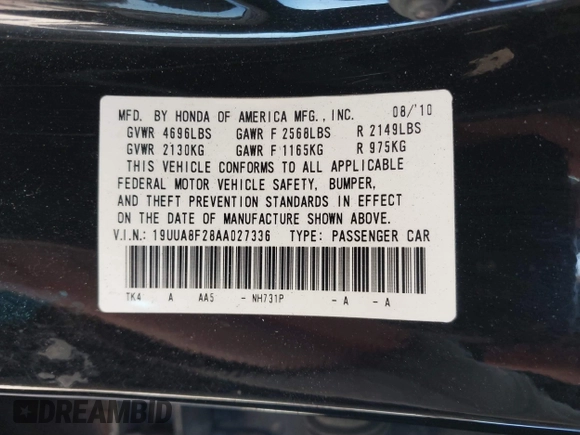 MFD. BY HONDA OF AMERICA MFG., INC. 08/'10
GVWR 4696LBS GAWR F 2568LBS R 2149LBS
GVWR 2130KG GAWR F 1165KG R 975KG
THIS VEHICLE CONFORMS TO ALL APPLICABLE
FEDERAL MOTOR VEHICLE SAFETY, BUMPER,
AND THEFT PREVENTION STANDARDS IN EFFECT
ON THE DATE OF MANUFACTURE SHOWN ABOVE.
V.I.N.: 19UUA8F28AA027336 TYPE: PASSENGER CAR
TK4 A AA5 - NH731P - A - A
DREAMBID